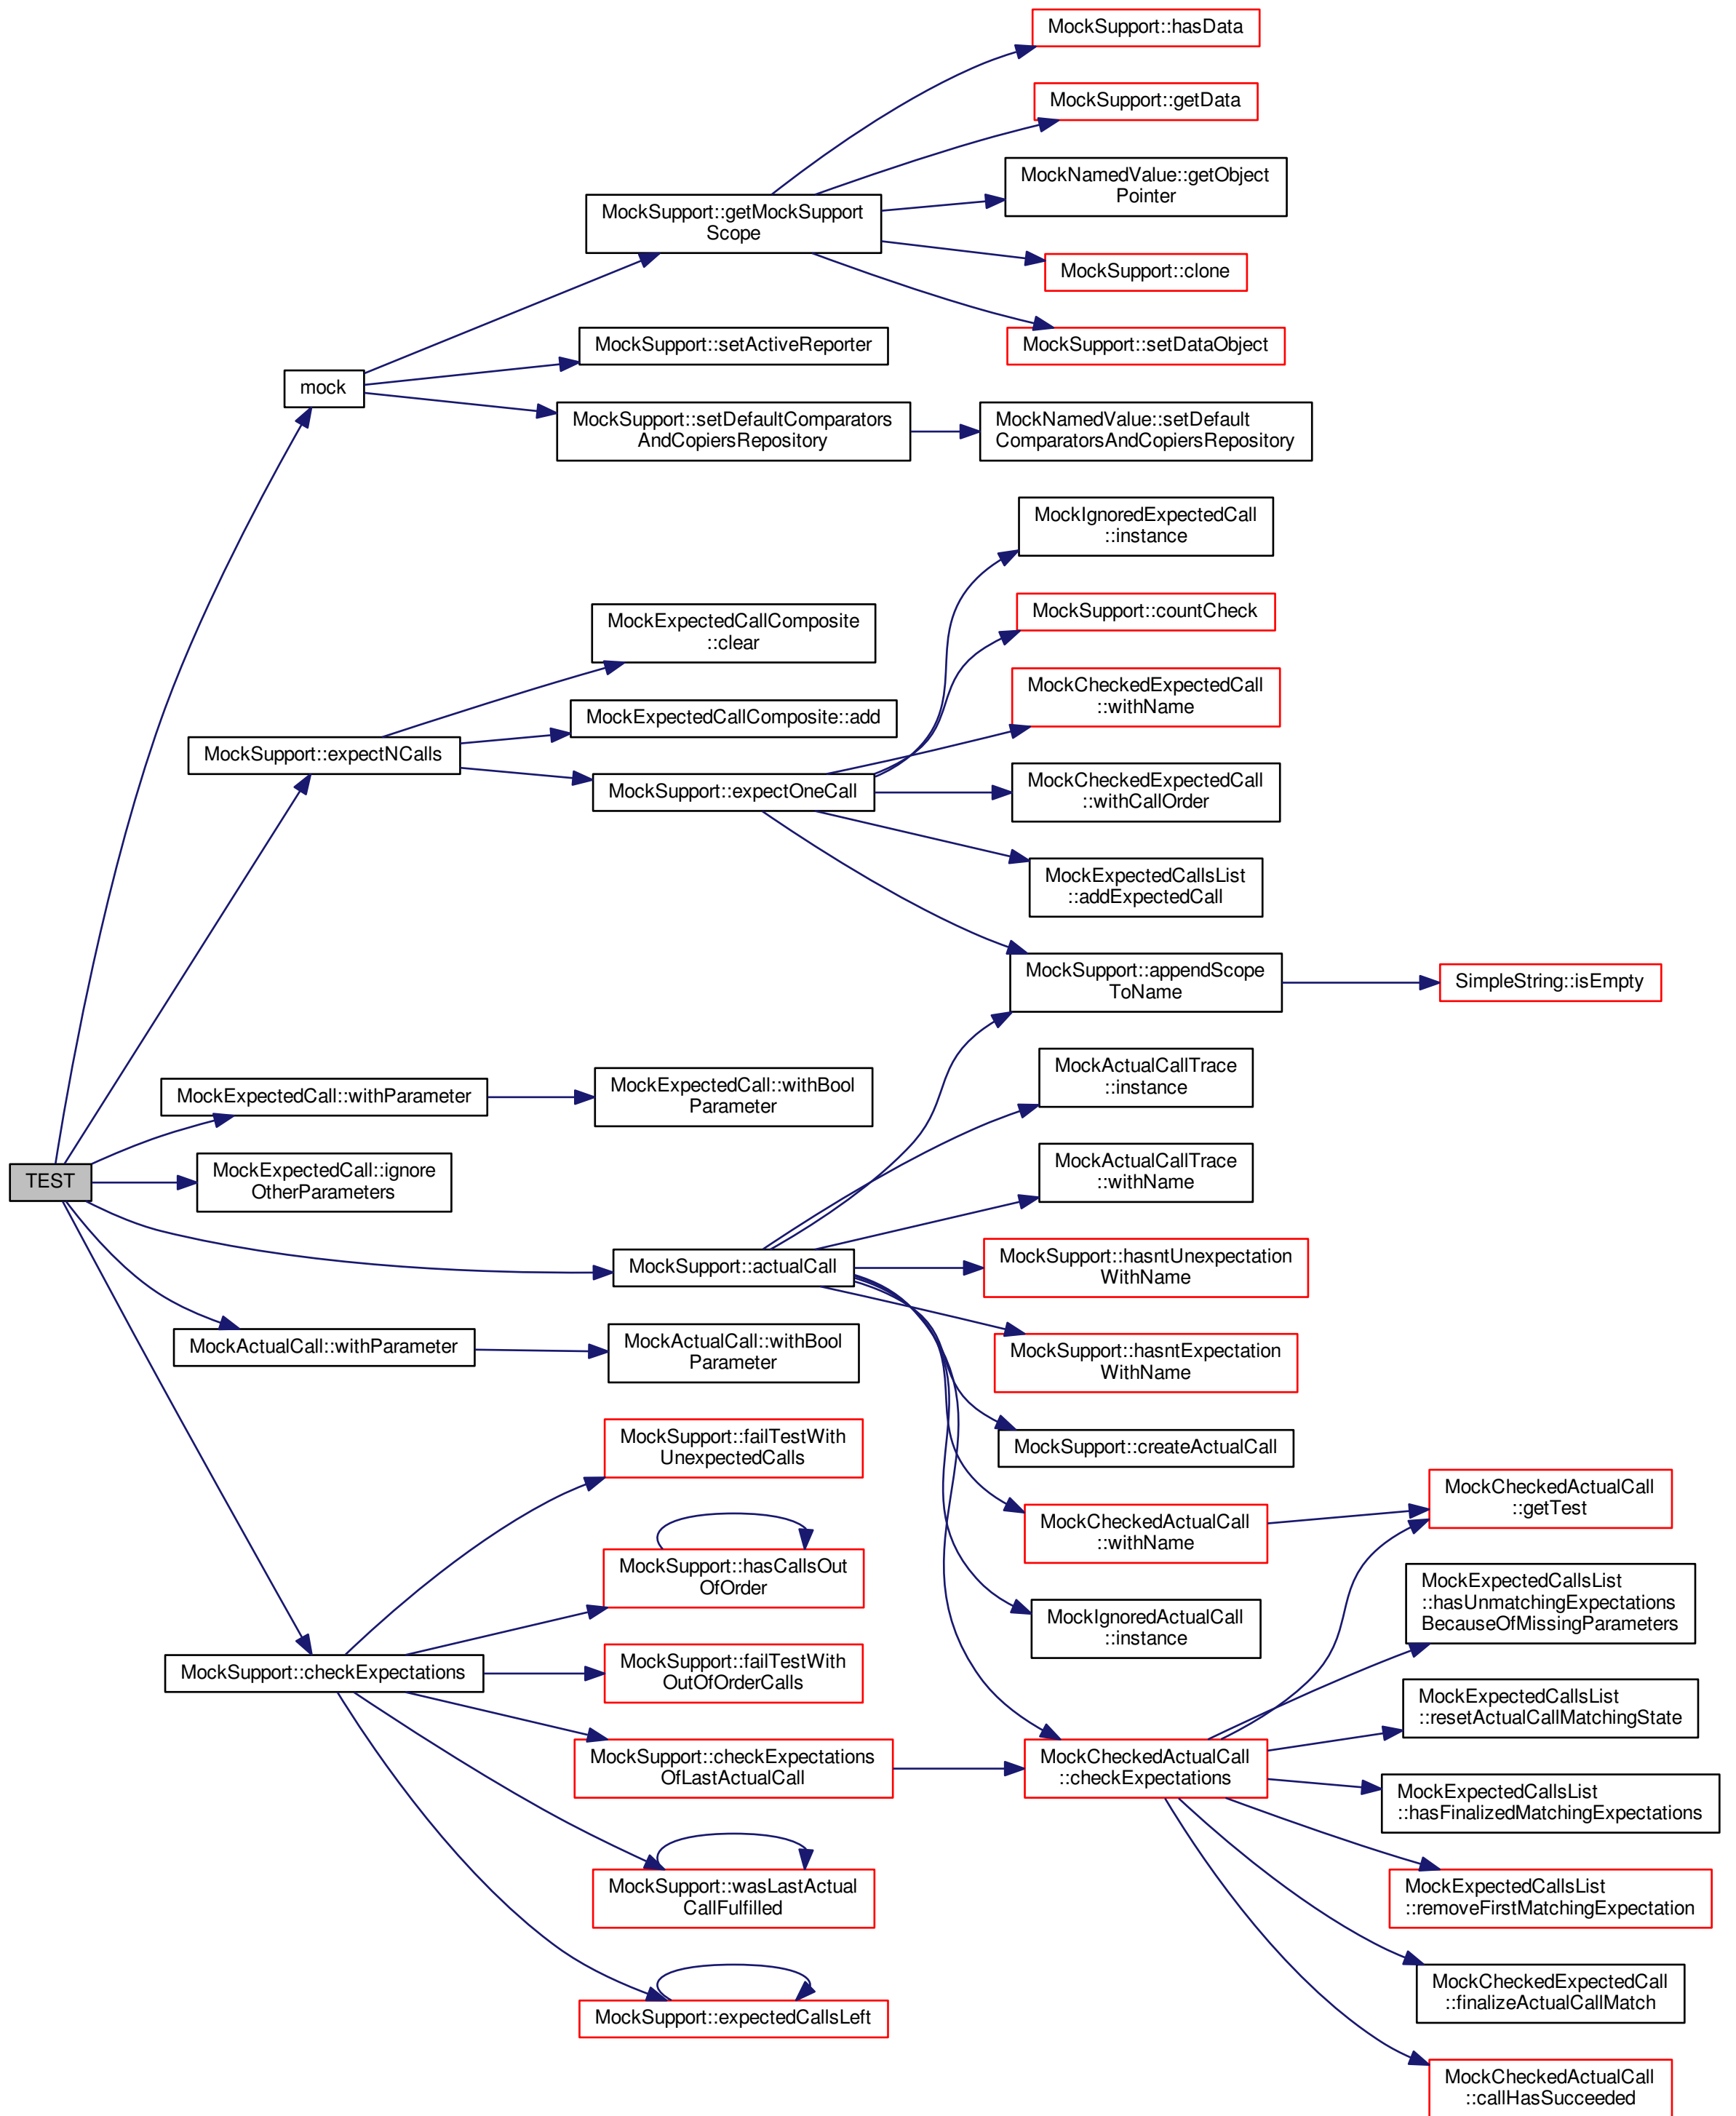 MockSupport::hasData
MockSupport::getData
MockNamedValue::getObject
Pointer
MockSupport::getMockSupport
Scope
MockSupport::clone
MockSupport::setDataObject
MockSupport::setActiveReporter
mock
MockSupport::setDefaultComparators
AndCopiersRepository
MockNamedValue::setDefault
ComparatorsAndCopiersRepository
MockIgnoredExpectedCall
::instance
MockExpectedCallComposite
::clear
MockSupport::countCheck
MockCheckedExpectedCall
::withName
MockExpectedCallComposite::add
MockSupport::expectNCalls
MockSupport::expectOneCall
MockCheckedExpectedCall
::withCallOrder
MockExpectedCallsList
::addExpectedCall
MockSupport::appendScope
ToName
SimpleString::isEmpty
MockExpectedCall::withParameter
MockExpectedCall::withBool
Parameter
MockActualCallTrace
::instance
TEST
MockExpectedCall::ignore
OtherParameters
MockActualCallTrace
::withName
MockSupport::actualCall
MockSupport::hasntUnexpectation
WithName
MockActualCall::withParameter
MockActualCall::withBool
Parameter
MockSupport::hasntExpectation
WithName
MockSupport::failTestWith
UnexpectedCalls
MockSupport::createActualCall
MockCheckedActualCall
::getTest
MockCheckedActualCall
::withName
MockSupport::hasCallsOut
OfOrder
MockExpectedCallsList
::hasUnmatchingExpectations
BecauseOfMissingParameters
MockIgnoredActualCall
::instance
MockSupport::checkExpectations
MockSupport::failTestWith
OutOfOrderCalls
MockExpectedCallsList
::resetActualCallMatchingState
MockSupport::checkExpectations
OfLastActualCall
MockCheckedActualCall
::checkExpectations
MockExpectedCallsList
::hasFinalizedMatchingExpectations
MockSupport::wasLastActual
CallFulfilled
MockExpectedCallsList
::removeFirstMatchingExpectation
MockCheckedExpectedCall
::finalizeActualCallMatch
MockSupport::expectedCallsLeft
MockCheckedActualCall
::callHasSucceeded